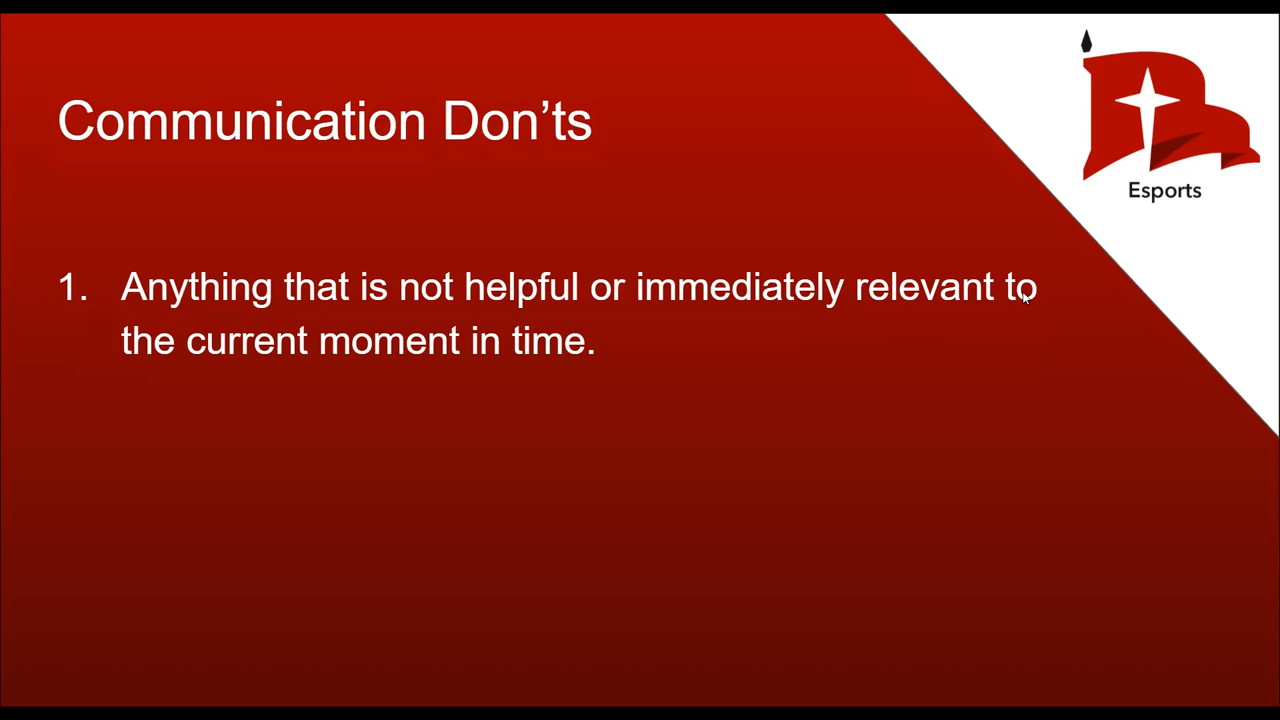 Communication Don’ts
Esports
1. Anything that is not helpful or immediately relevant to
the current moment in time.